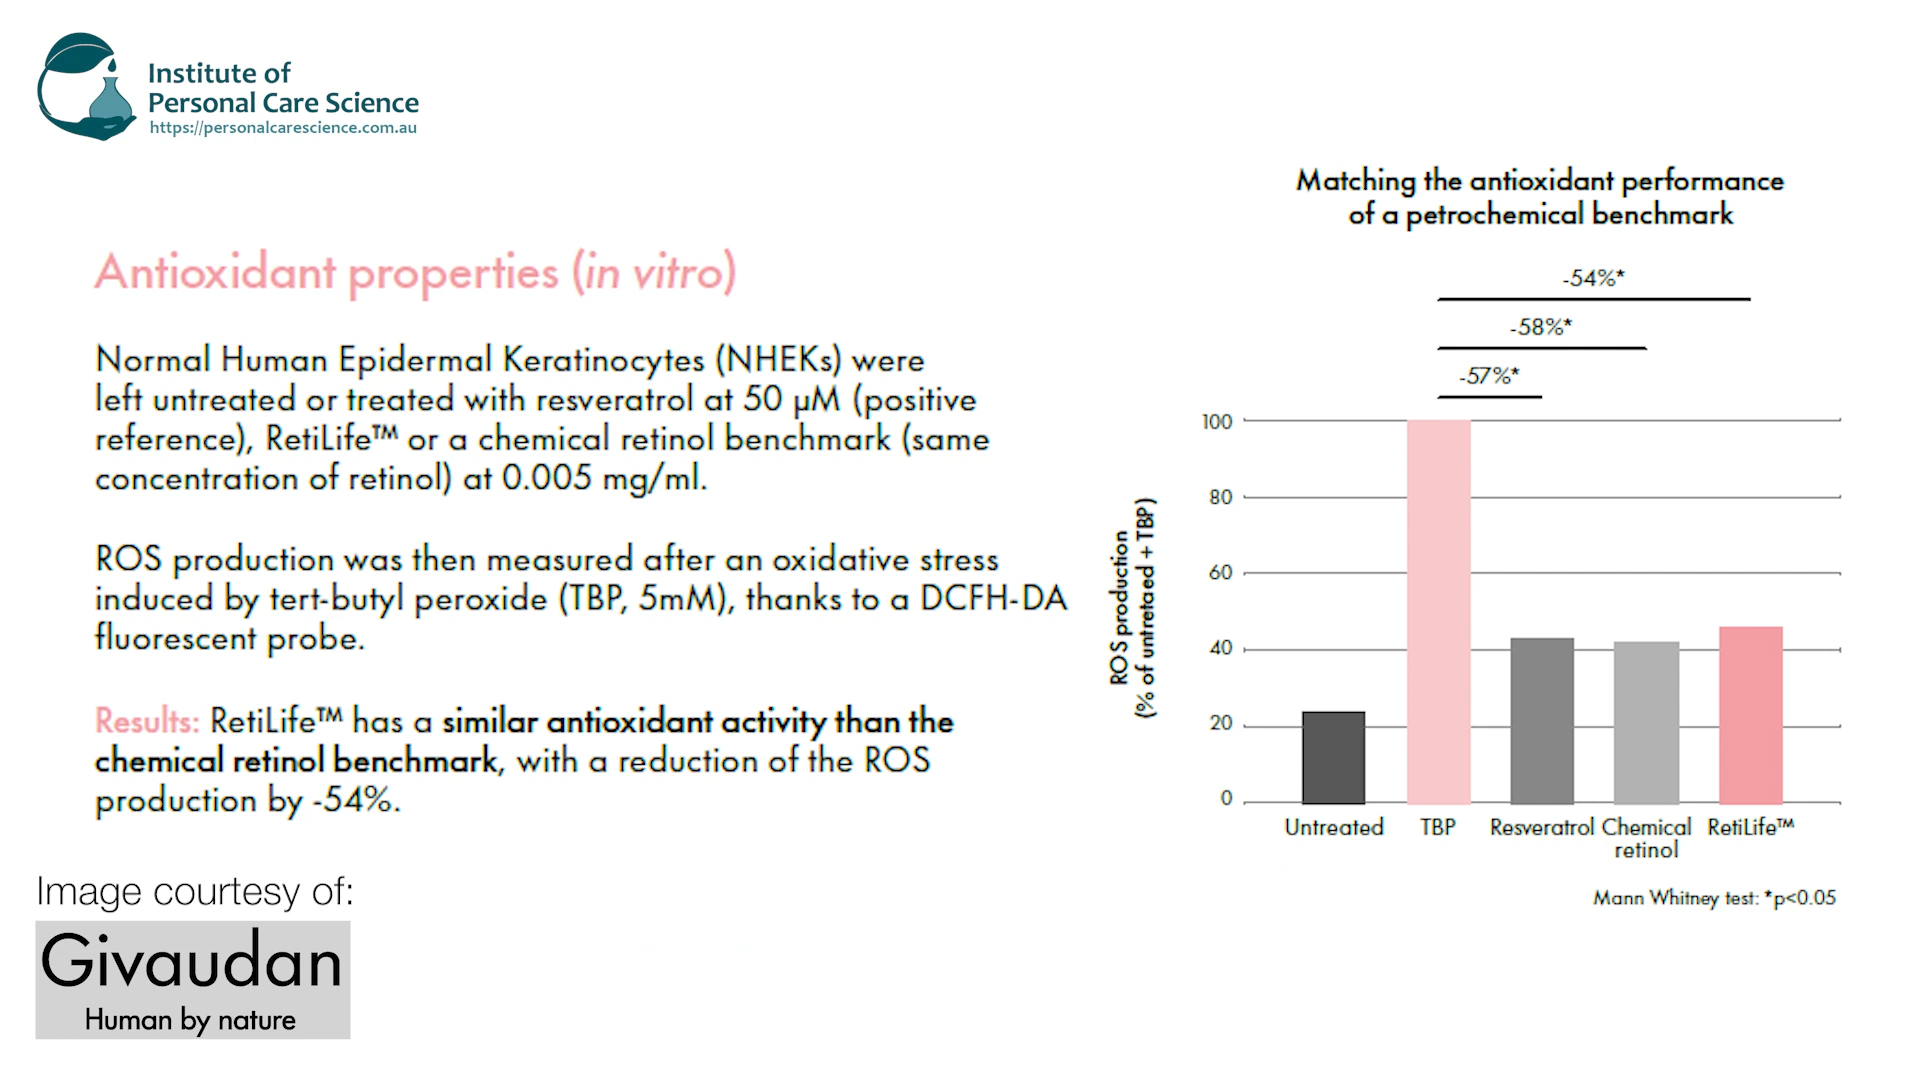 Institute of
Personal Care Science
https://personalcarescience.com.au
Antioxidant properties (in vitro)
Normal Human Epidermal Keratinocytes (NHEKs) were
left untreated or treated with resveratrol at 50 µM (positive
reference), RetiLife™ or a chemical retinol benchmark (same
concentration of retinol) at 0.005 mg/ml.
ROS production was then measured after an oxidative stress
induced by tert-butyl peroxide (TBP, 5mM), thanks to a DCFH-DA
fluorescent probe.
Results: RetiLife™ has a similar antioxidant activity than the
chemical retinol benchmark, with a reduction of the ROS
production by -54%.
Image courtesy of:
Givaudan
Human by nature
Matching the antioxidant performance
of a petrochemical benchmark
-54%*
-58%*
-57%*
ROS production
(% of untretaed + TBP)
100
80
60
40
20
0
Untreated
TBP
Resveratrol
Chemical
retinol
RetiLife™
Mann Whitney test: *p<0.05